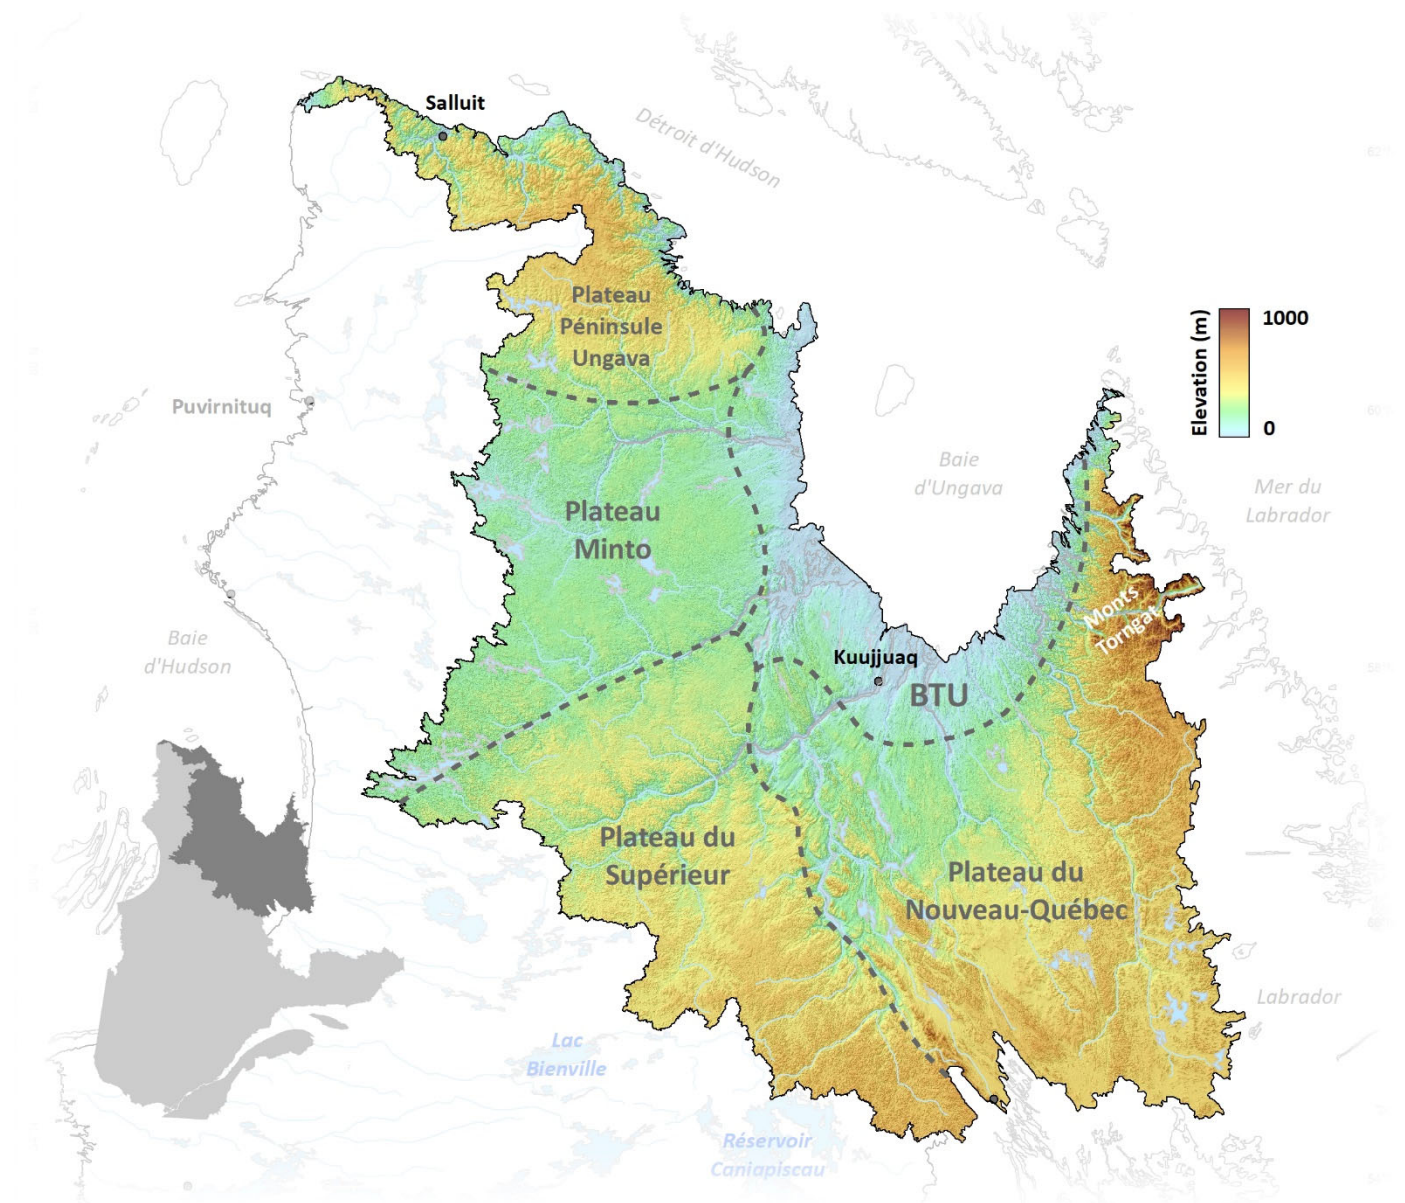 Salluit
Détroit d'Hudson
Plateau
Péninsule
Ungava
Elevation (m)
1000
0
Puvirnituq
Baie
d'Ungava
Mer du
Labrador
Plateau
Minto
Monts
Torngat
Baie
d'Hudson
Kuujjuaq
BTU
Plateau du
Supérieur
Plateau du
Nouveau-Québec
Labrador
Lac
Bienville
Réservoir
Caniapiscau